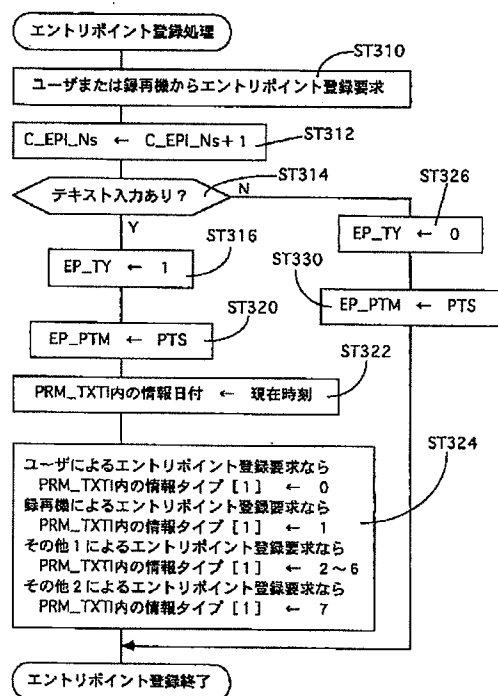 エントリポイント登録処理
ST310
ユーザまたは録再機からエントリポイント登録要求
ST312
C_EPI_Ns ← C_EPI_Ns+1
ST314
テキスト入力あり？
N
ST326
Y
EP_TY ← 0
ST316
EP_TY ← 1
ST330
EP_PTM ← PTS
ST320
EP_PTM ← PTS
ST322
PRM_TXTI内の情報日付 ← 現在時刻
ST324
ユーザによるエントリポイント登録要求なら
PRM_TXTI内の情報タイプ［1］ ← 0
録再機によるエントリポイント登録要求なら
PRM_TXTI内の情報タイプ［1］ ← 1
その他1によるエントリポイント登録要求なら
PRM_TXTI内の情報タイプ［1］ ← 2～6
その他2によるエントリポイント登録要求なら
PRM_TXTI内の情報タイプ［1］ ← 7
エントリポイント登録終了